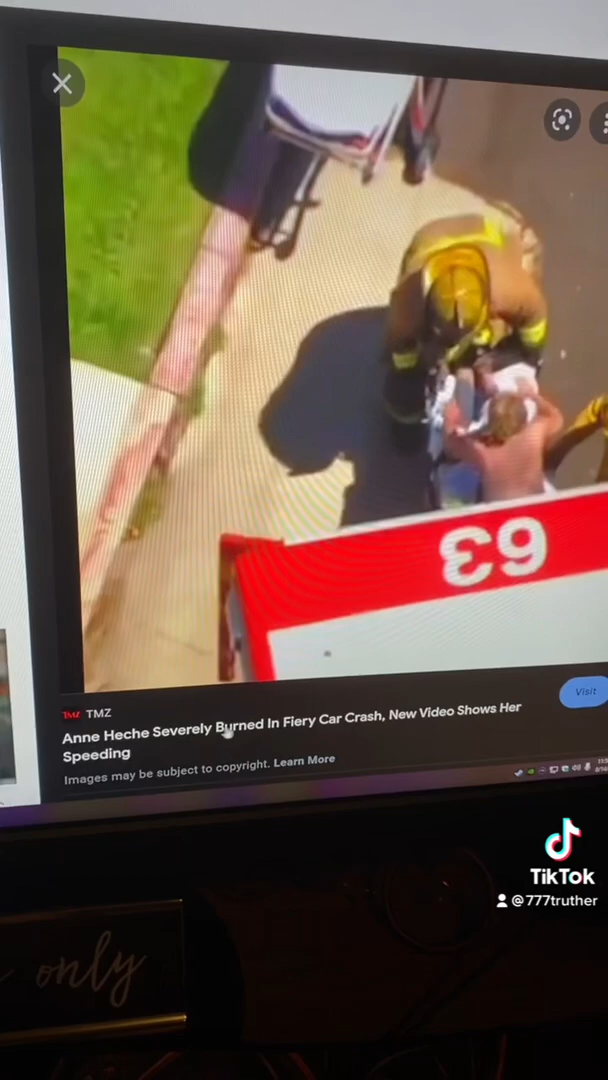 63
TMZ TMZ
Visit
Anne Heche Severely Burned In Fiery Car Crash, New Video Shows Her
Speeding
Images may be subject to copyright. Learn More
TikTok
@777truther
only